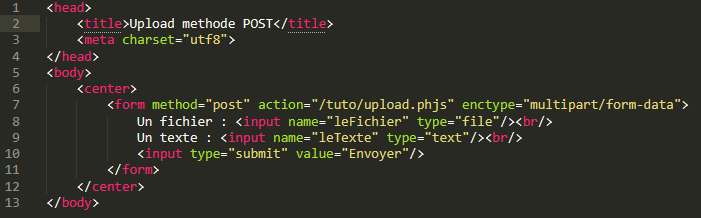 1 <head>
2     <title>Upload methode POST</title>
3     <meta charset="utf8">
4 </head>
5 <body>
6     <center>
7         <form method="post" action="/tuto/upload.phjs" enctype="multipart/form-data">
8             Un fichier : <input name="leFichier" type="file"/><br/>
9             Un texte : <input name="leTexte" type="text"/><br/>
10             <input type="submit" value="Envoyer"/>
11         </form>
12     </center>
13 </body>